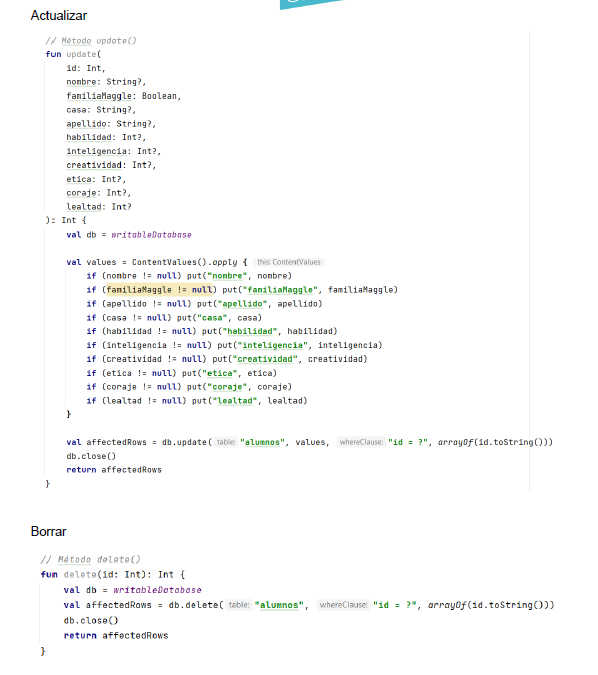 Actualizar
// Método update()
fun update(
id: Int,
nombre: String?,
familiaMaggle: Boolean,
casa: String?,
apellido: String?,
habilidad: Int?,
inteligencia: Int?,
creatividad: Int?,
etica: Int?,
coraje: Int?,
lealtad: Int?
): Int {
val db = writableDatabase
val values = ContentValues().apply { this: ContentValues
if (nombre != null) put("nombre", nombre)
if (familiaMaggle != null) put("familiaMaggle", familiaMaggle)
if (apellido != null) put("apellido", apellido)
if (casa != null) put("casa", casa)
if (habilidad != null) put("habilidad", habilidad)
if (inteligencia != null) put("inteligencia", inteligencia)
if (creatividad != null) put("creatividad", creatividad)
if (etica != null) put("etica", etica)
if (coraje != null) put("coraje", coraje)
if (lealtad != null) put("lealtad", lealtad)
}
val affectedRows = db.update( table: "alumnos", values, whereClause: "id = ?", arrayOf(id.toString()))
db.close()
return affectedRows
}
Borrar
// Método delete()
fun delete(id: Int): Int {
val db = writableDatabase
val affectedRows = db.delete( table: "alumnos", whereClause: "id = ?", arrayOf(id.toString()))
db.close()
return affectedRows
}